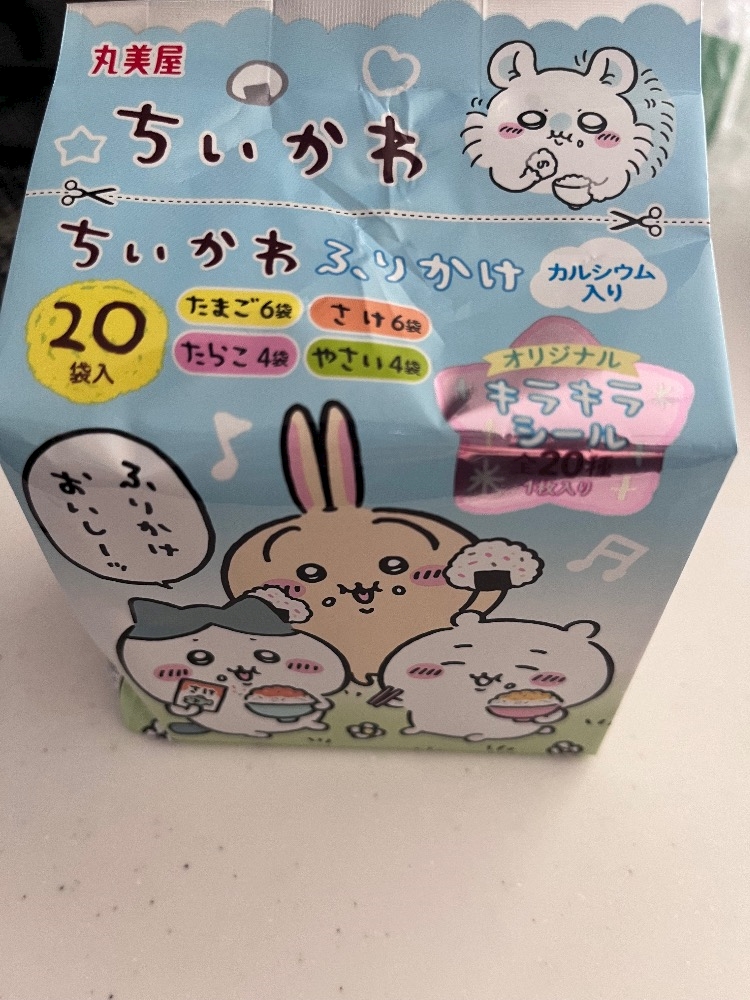 丸美屋
ちいかわ
ちいかわ ふりかけ
カルシウム
入り
20
袋入
たまご6袋
さけ6袋
たらこ4袋
やさい4袋
オリジナル
キラキラ
シール
全20種
1枚入り
ふりかけ
おいしーッ
さけ